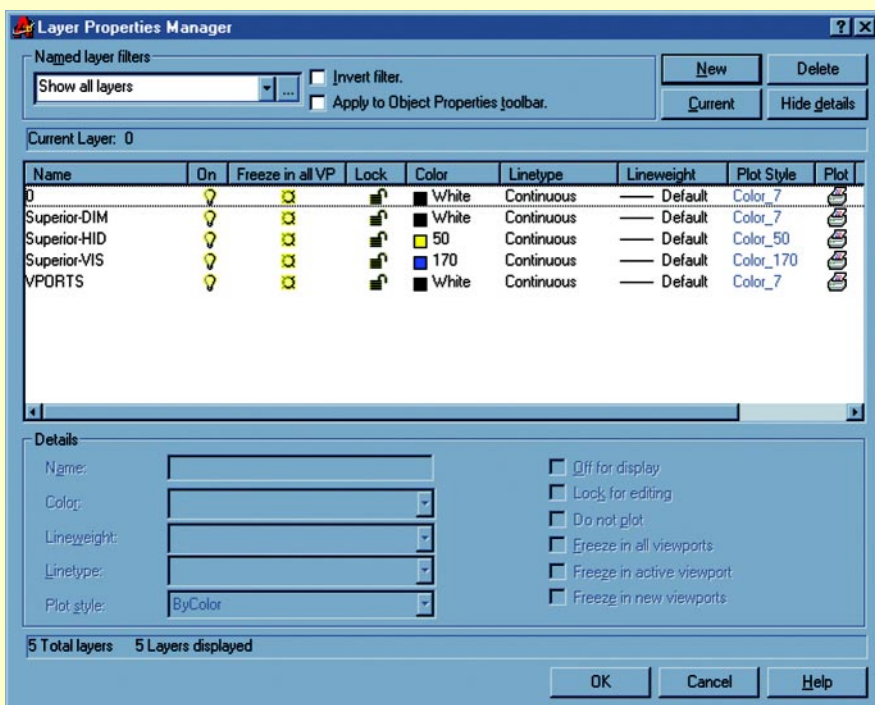 Layer Properties Manager
Named layer filters
Show all layers
...
Invert filter.
Apply to Object Properties toolbar.
New
Delete
Current
Hide details
Current Layer: 0
Name On Freeze in all VP Lock Color Linetype Lineweight Plot Style Plot
0 White Continuous Default Color_7
Superior-DIM White Continuous Default Color_7
Superior-HID 50 Continuous Default Color_50
Superior-VIS 170 Continuous Default Color_170
VPORTS White Continuous Default Color_7
Details
Name:
Color:
Lineweight:
Linetype:
Plot style: ByColor
Off for display
Lock for editing
Do not plot
Freeze in all viewports
Freeze in active viewport
Freeze in new viewports
5 Total layers 5 Layers displayed
OK Cancel Help